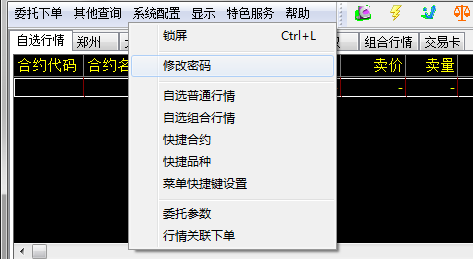 委托下单 其他查询 系统配置 显示 特色服务 帮助
自选行情 郑州 组合行情 交易卡
锁屏 Ctrl+L
合约代码 合约名 卖价 卖量
修改密码
- -
自选普通行情
自选组合行情
快捷合约
快捷品种
菜单快捷键设置
委托参数
行情关联下单